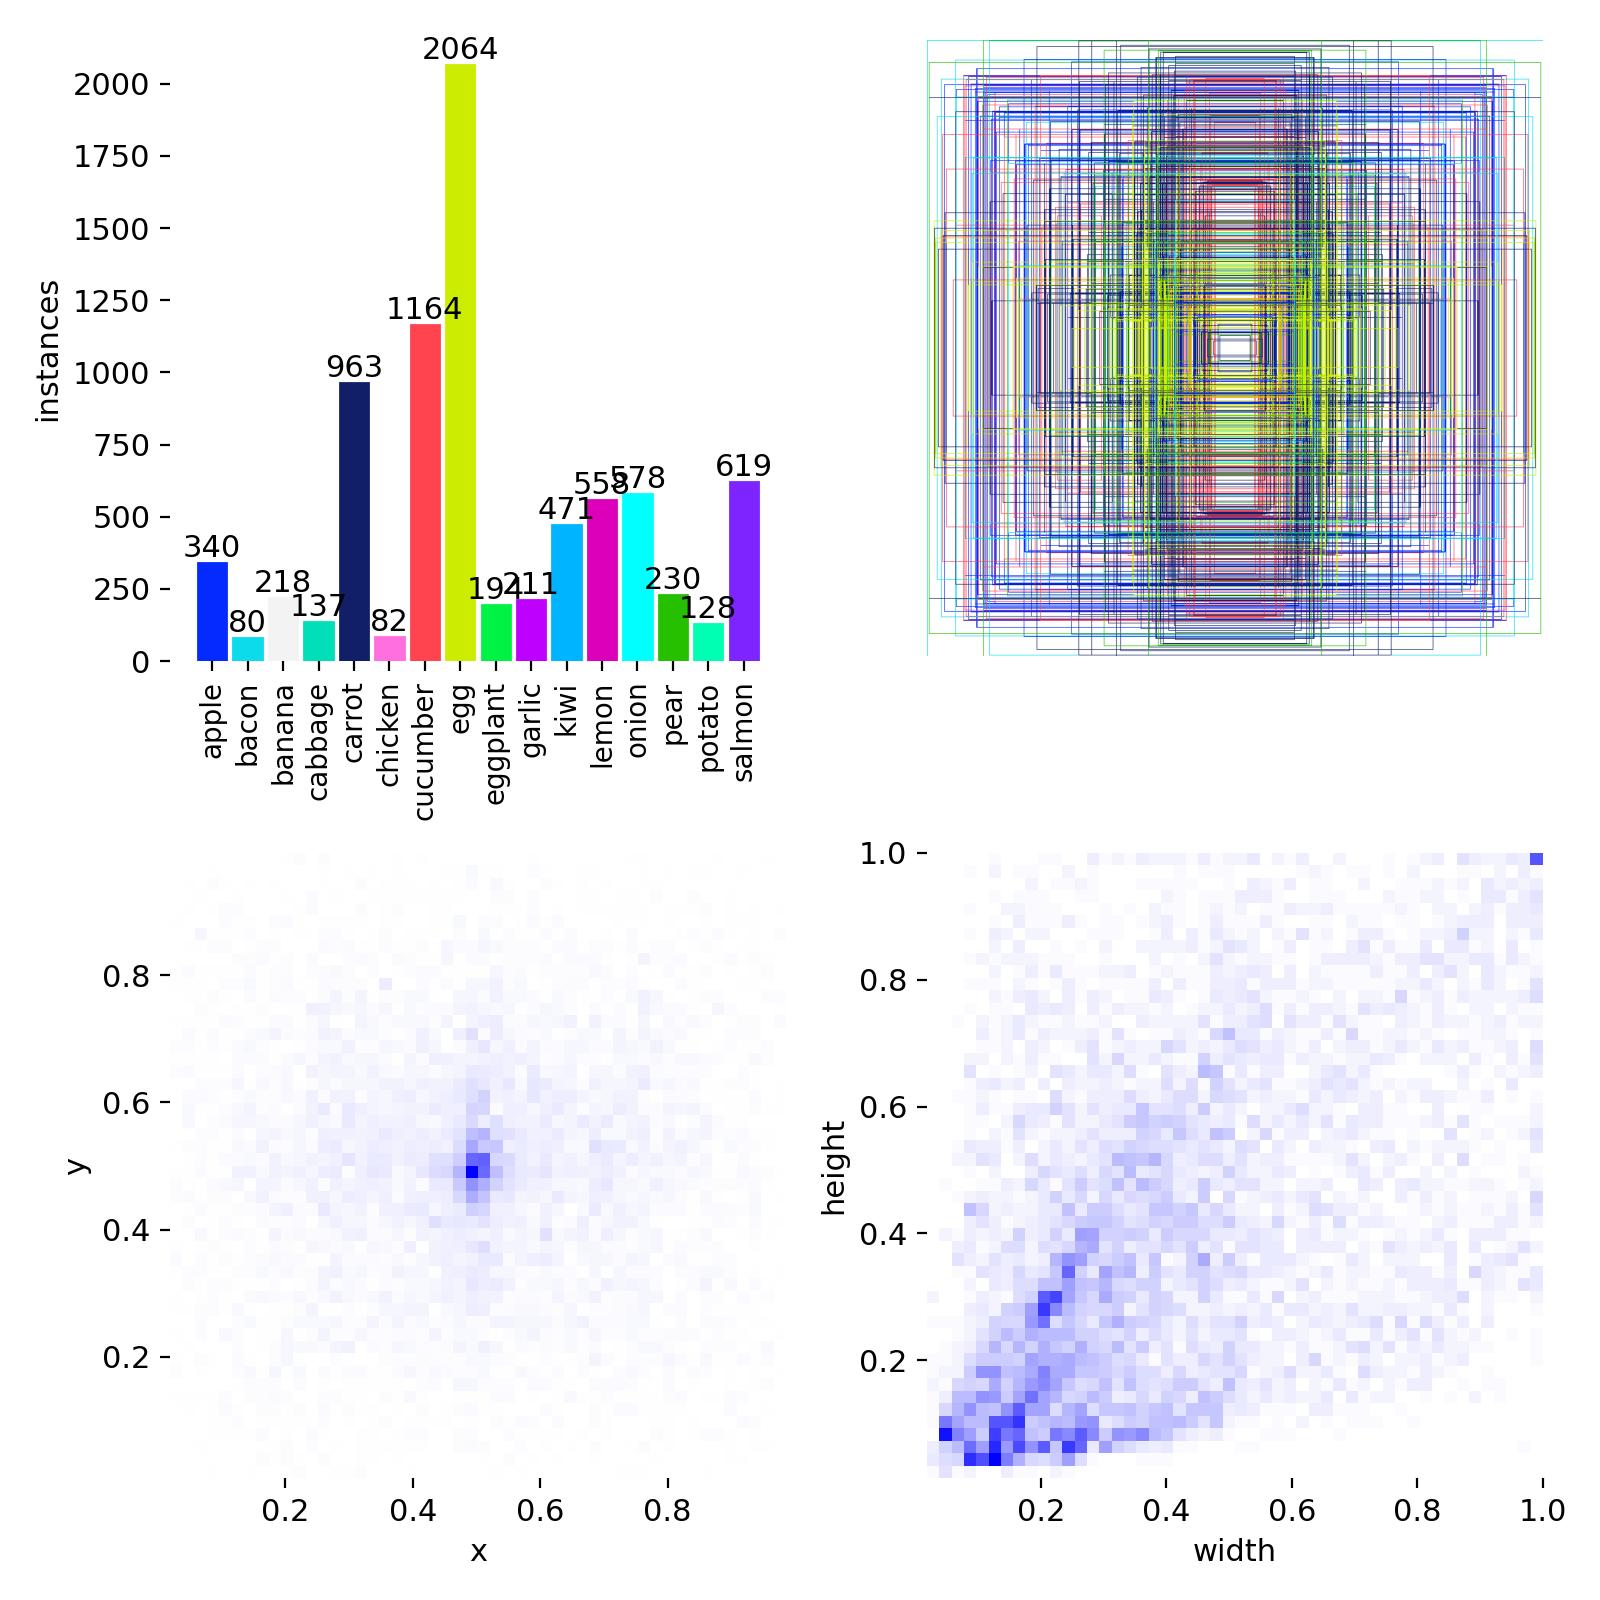 instances
2000
1750
1500
1250
1000
750
500
250
0
340
80
218
137
963
82
1164
2064
194
211
471
558
578
230
128
619
apple
bacon
banana
cabbage
carrot
chicken
cucumber
egg
eggplant
garlic
kiwi
lemon
onion
pear
potato
salmon
y
0.8
0.6
0.4
0.2
0.2 0.4 0.6 0.8
x
height
1.0
0.8
0.6
0.4
0.2
0.2 0.4 0.6 0.8 1.0
width